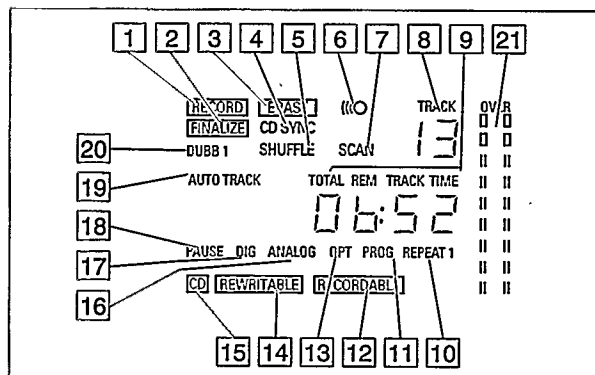 1 2 3 4 5 6 7 8 9 21
RECORD ERASE TRACK OVER
FINALIZE CD SYNC 13
20 DUBB 1 SHUFFLE SCAN
19 AUTO TRACK TOTAL REM TRACK TIME
06:52
18
PAUSE DIG ANALOG OPT PROG REPEAT 1
17
16 CD REWRITABLE RECORDABLE
15 14 13 12 11 10